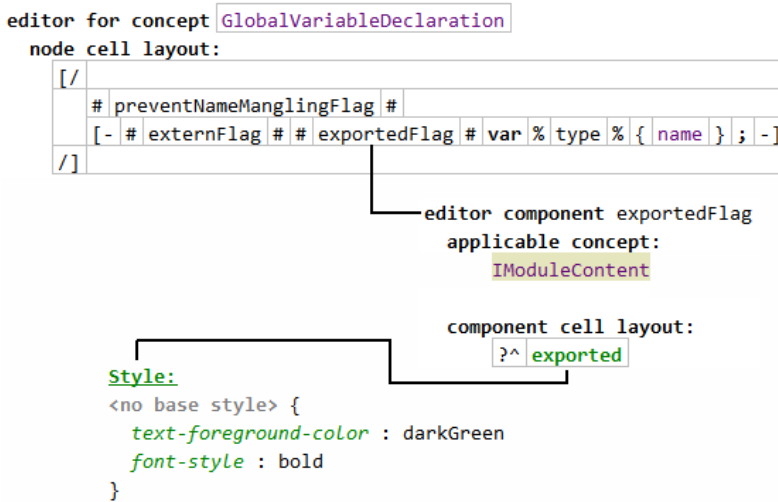 editor for concept GlobalVariableDeclaration
node cell layout:
[/
# preventNameManglingFlag #
[- # externFlag # # exportedFlag # var % type % { name } ; -]
/]
editor component exportedFlag
applicable concept:
IModuleContent
component cell layout:
?^ exported
Style:
<no base style> {
text-foreground-color : darkGreen
font-style : bold
}